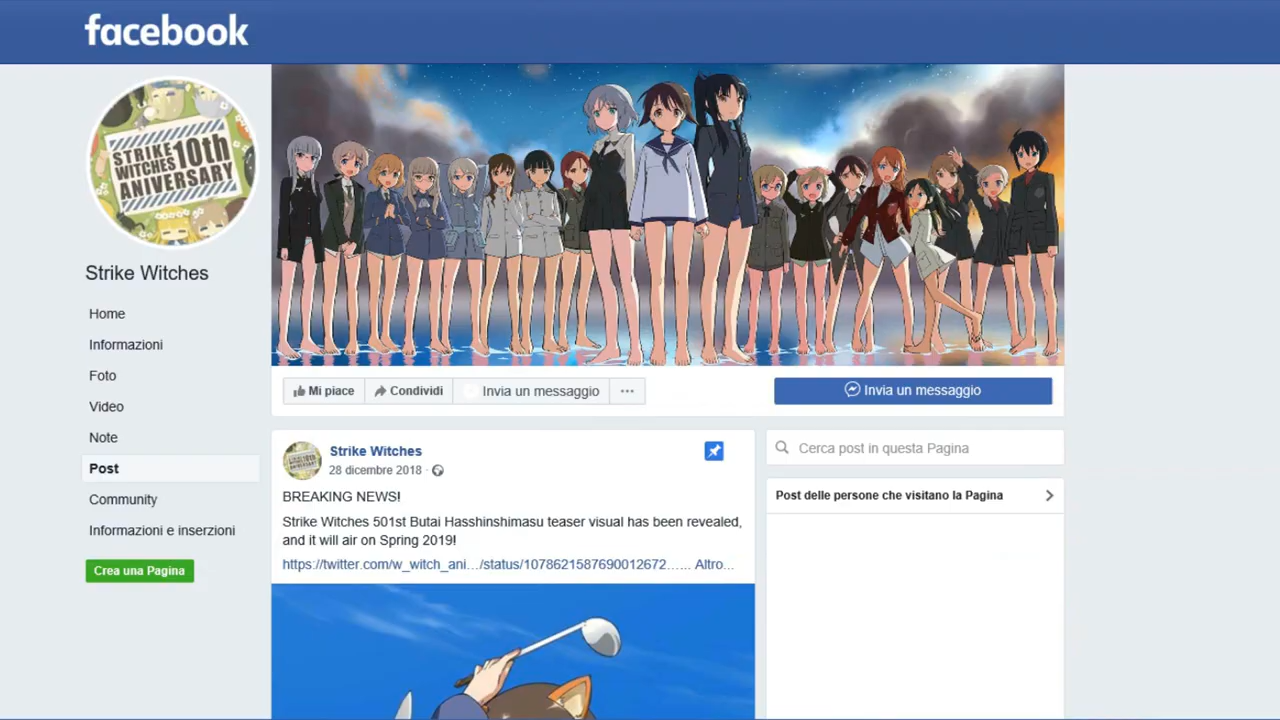 facebook
STRIKE
WITCHES 10th
ANIVERSARY
Strike Witches
Home
Informazioni
Foto
Video
Note
Post
Community
Informazioni e inserzioni
Crea una Pagina
Mi piace
Condividi
Invia un messaggio
Invia un messaggio
Strike Witches
28 dicembre 2018 ·
BREAKING NEWS!
Strike Witches 501st Butai Hasshinshimasu teaser visual has been revealed,
and it will air on Spring 2019!
https://twitter.com/w_witch_ani…/status/1078621587690012672…... Altro...
Cerca post in questa Pagina
Post delle persone che visitano la Pagina